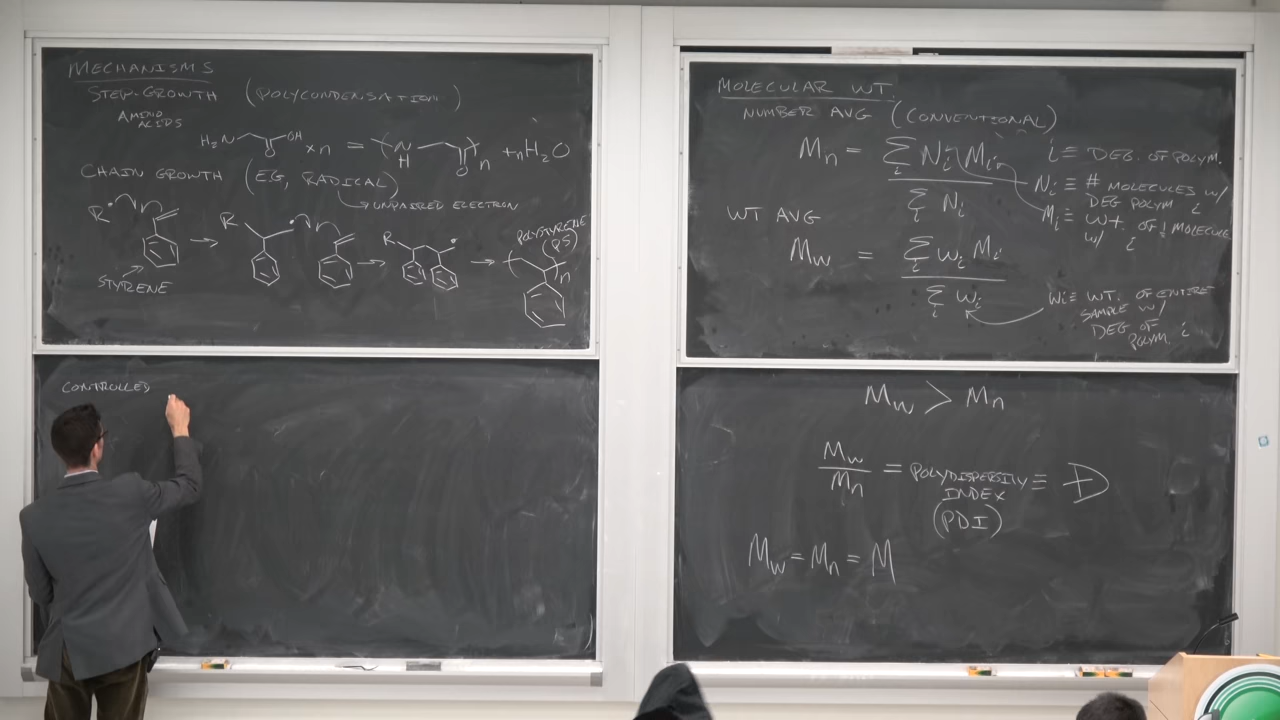 MECHANISMS
STEP-GROWTH (POLYCONDENSATION)
AMINO
ACIDS
H₂N OH ×n = ( N H O )n + nH₂O
CHAIN GROWTH (E.G, RADICAL)
→ UNPAIRED ELECTRON
R· → R · → R · →
POLYSTYRENE
(PS)
n
STYRENE
CONTROLLED
MOLECULAR WT.
NUMBER AVG (CONVENTIONAL)
Mn = Σi Ni Mi / Σi Ni
i ≡ DEG. OF POLYM.
Ni ≡ # MOLECULES W/
DEG POLYM i
Mi ≡ WT. OF 1 MOLECULE
W/ i
WT AVG
Mw = Σi wi Mi / Σi wi
Wi ≡ WT. OF ENTIRE
SAMPLE W/
DEG OF
POLYM. i
Mw > Mn
Mw / Mn = POLYDISPERSITY INDEX (PDI) ≡ Đ
Mw = Mn = M